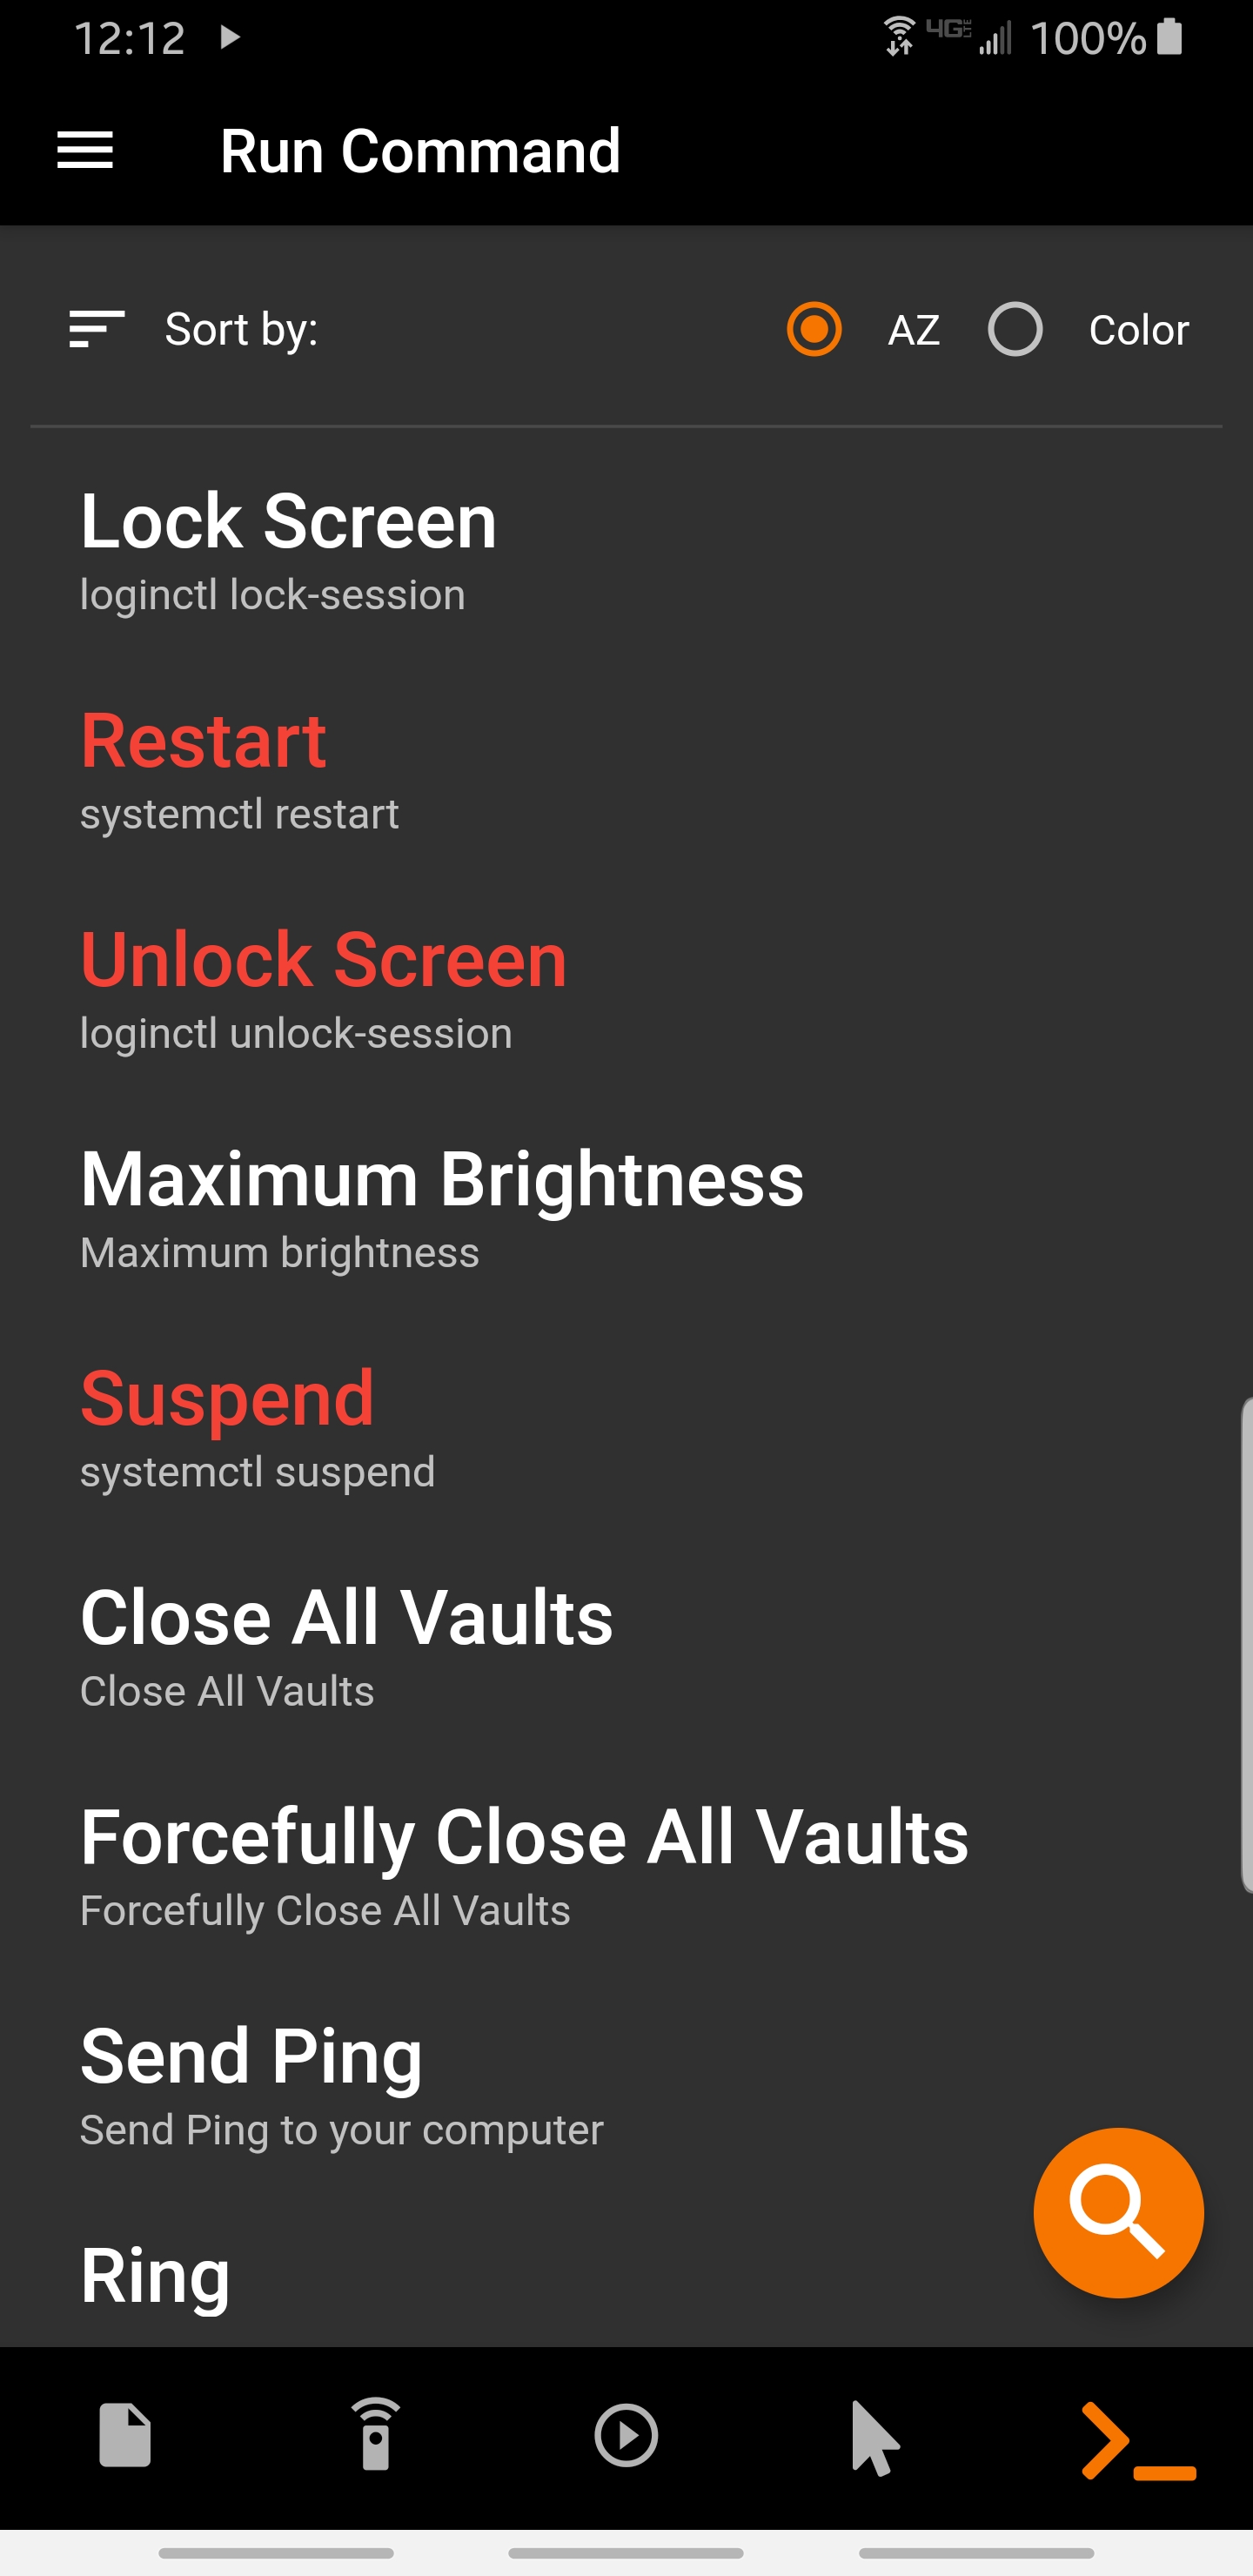 12:12
4G LTE 100%
Run Command
Sort by: AZ Color
Lock Screen
loginctl lock-session
Restart
systemctl restart
Unlock Screen
loginctl unlock-session
Maximum Brightness
Maximum brightness
Suspend
systemctl suspend
Close All Vaults
Close All Vaults
Forcefully Close All Vaults
Forcefully Close All Vaults
Send Ping
Send Ping to your computer
Ring